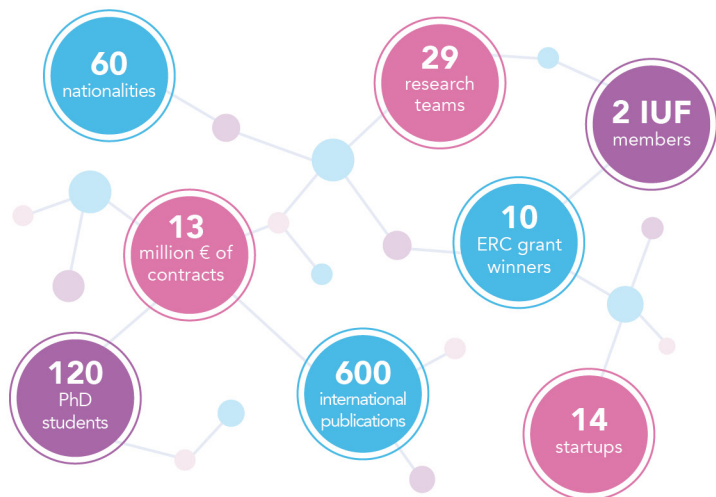 60
nationalities
29
research
teams
2 IUF
members
13
million € of
contracts
10
ERC grant
winners
120
PhD
students
600
international
publications
14
startups